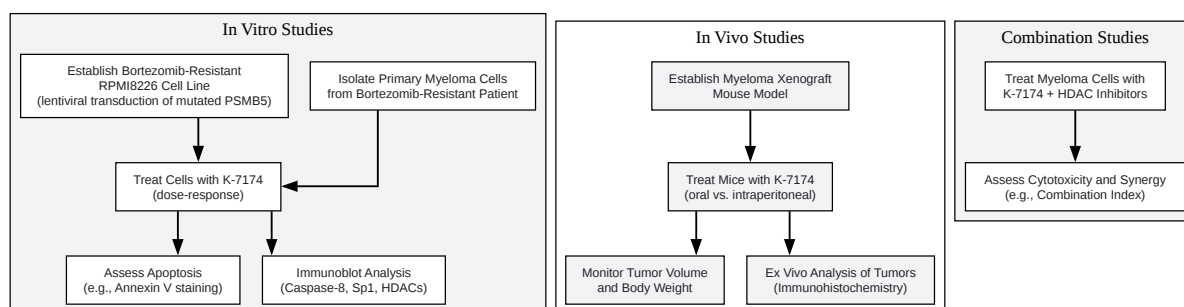 In Vitro Studies
Establish Bortezomib-Resistant
RPMI8226 Cell Line
(lentiviral transduction of mutated PSMB5)
Isolate Primary Myeloma Cells
from Bortezomib-Resistant Patient
Treat Cells with K-7174
(dose-response)
Assess Apoptosis
(e.g., Annexin V staining)
Immunoblot Analysis
(Caspase-8, Sp1, HDACs)
In Vivo Studies
Establish Myeloma Xenograft
Mouse Model
Treat Mice with K-7174
(oral vs. intraperitoneal)
Monitor Tumor Volume
and Body Weight
Ex Vivo Analysis of Tumors
(Immunohistochemistry)
Combination Studies
Treat Myeloma Cells with
K-7174 + HDAC Inhibitors
Assess Cytotoxicity and Synergy
(e.g., Combination Index)